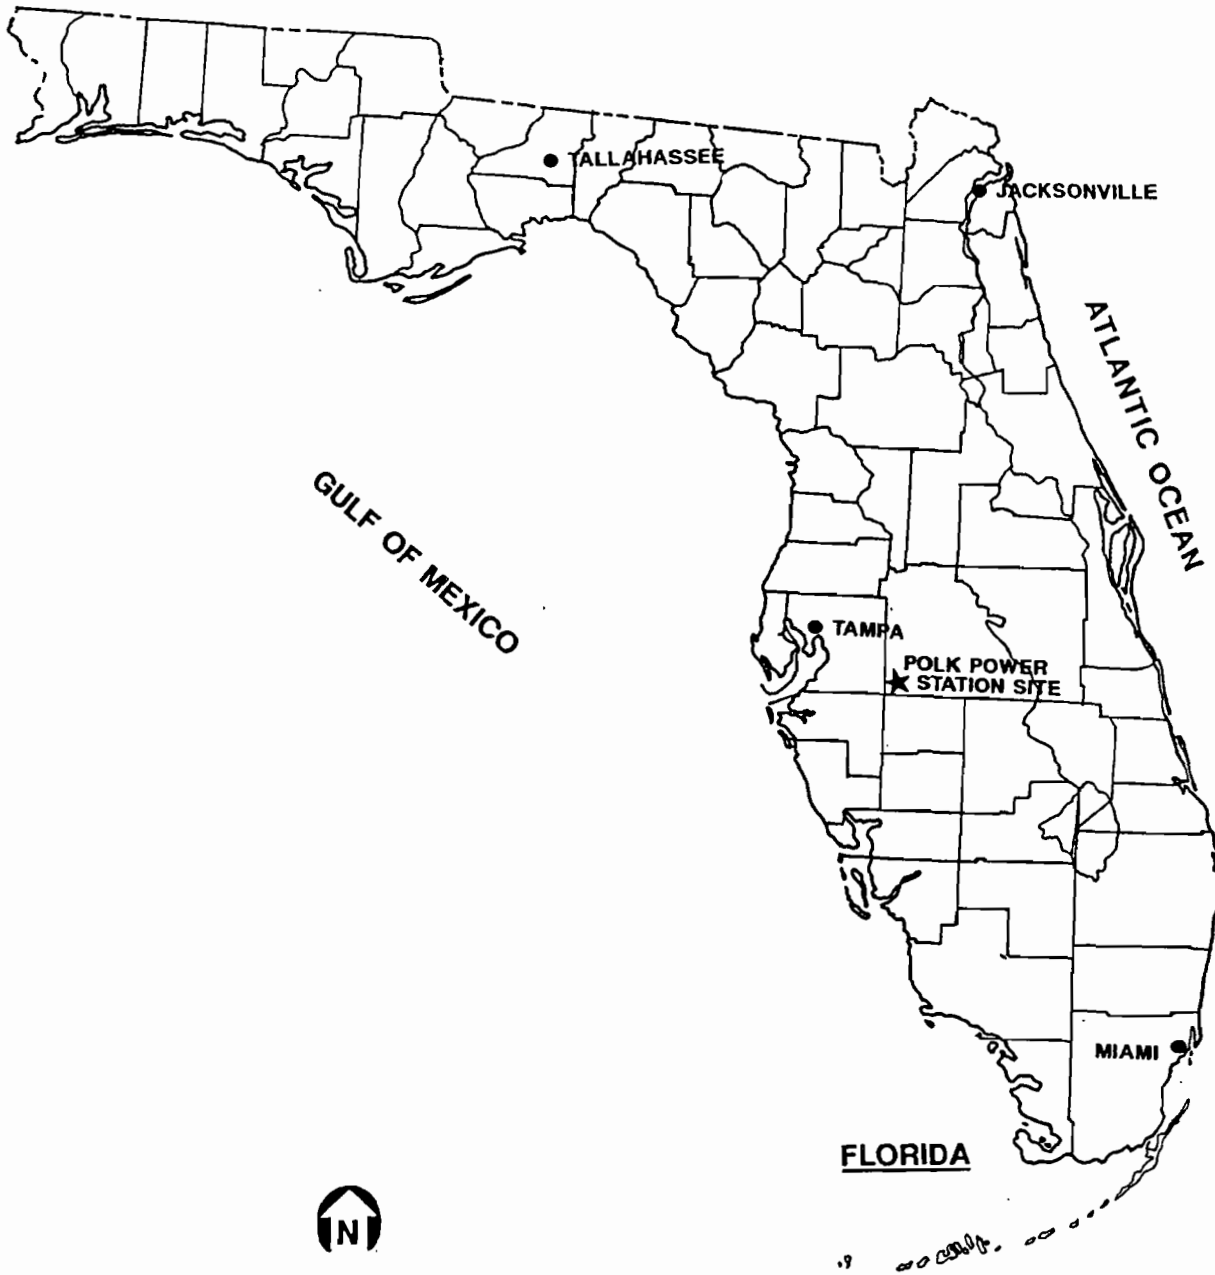 TALLAHASSEE
JACKSONVILLE
ATLANTIC OCEAN
GULF OF MEXICO
TAMPA
POLK POWER
STATION SITE
MIAMI
FLORIDA
N